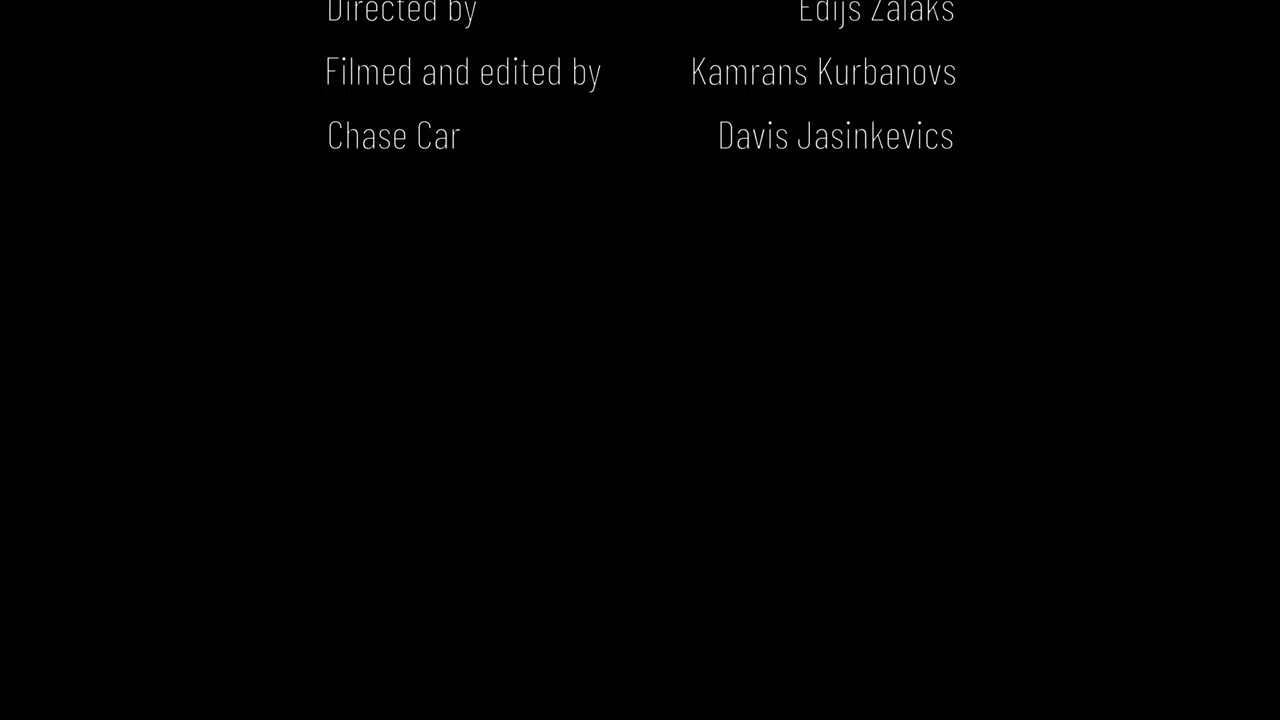 Directed by Edijs Zalaks
Filmed and edited by Kamrans Kurbanovs
Chase Car Davis Jasinkevics